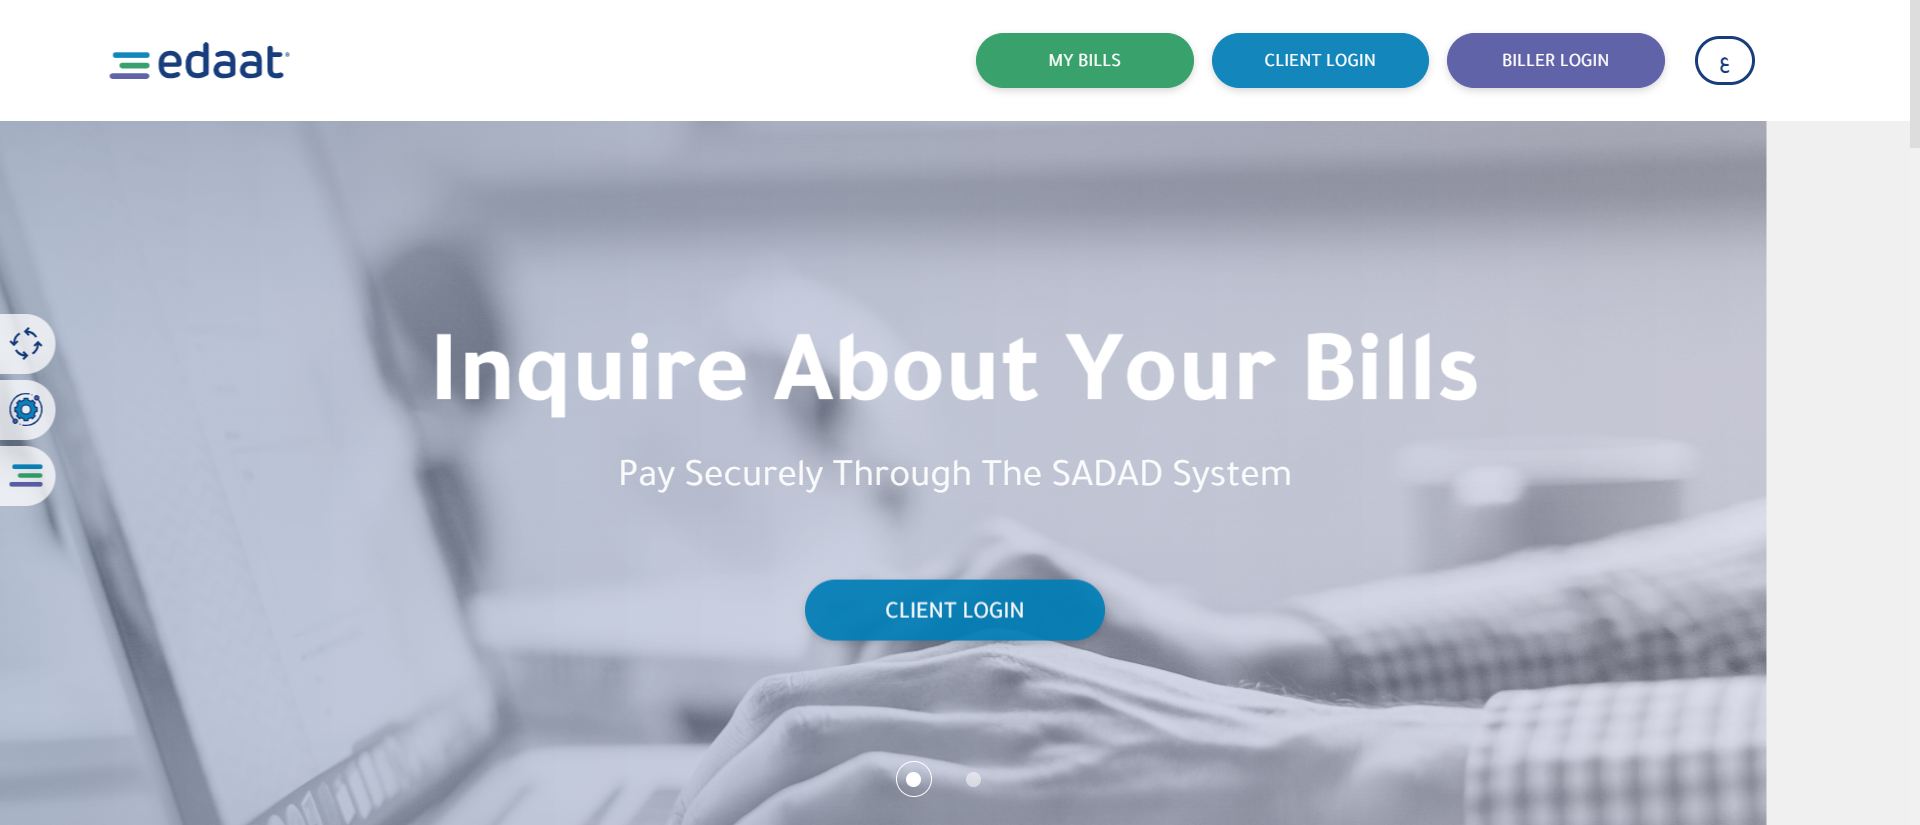 edaat
MY BILLS
CLIENT LOGIN
BILLER LOGIN
ع
Inquire About Your Bills
Pay Securely Through The SADAD System
CLIENT LOGIN